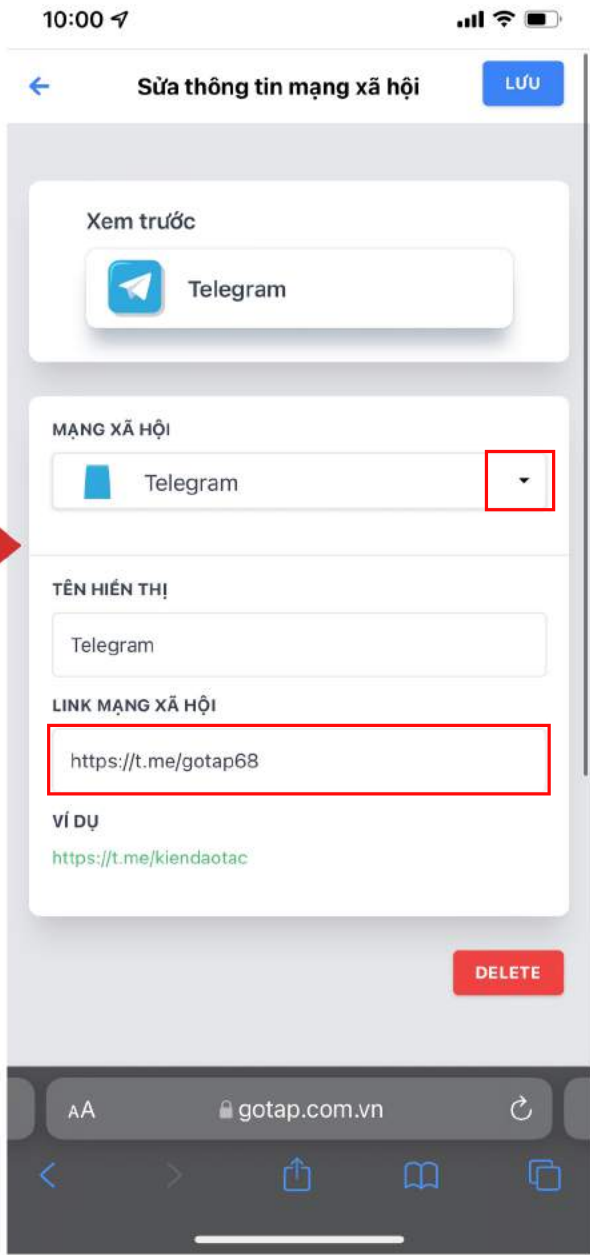 10:00
Sửa thông tin mạng xã hội
LƯU
Xem trước
Telegram
MẠNG XÃ HỘI
Telegram
TÊN HIỂN THỊ
Telegram
LINK MẠNG XÃ HỘI
https://t.me/gotap68
VÍ DỤ
https://t.me/kiendaotac
DELETE
AA
gotap.com.vn